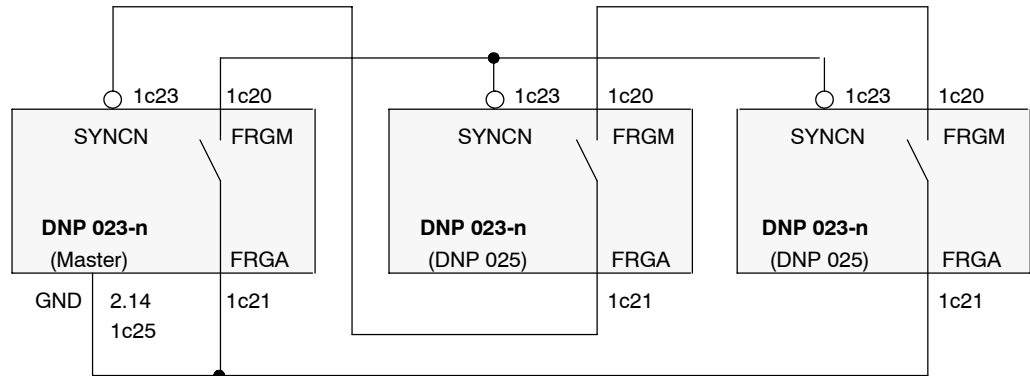 1c23 1c20 1c23 1c20 1c23 1c20
SYNCN FRGM SYNCN FRGM SYNCN FRGM
DNP 023-n DNP 023-n DNP 023-n
(Master) FRGA (DNP 025) FRGA (DNP 025) FRGA
GND 2.14 1c21 1c21 1c21
1c25